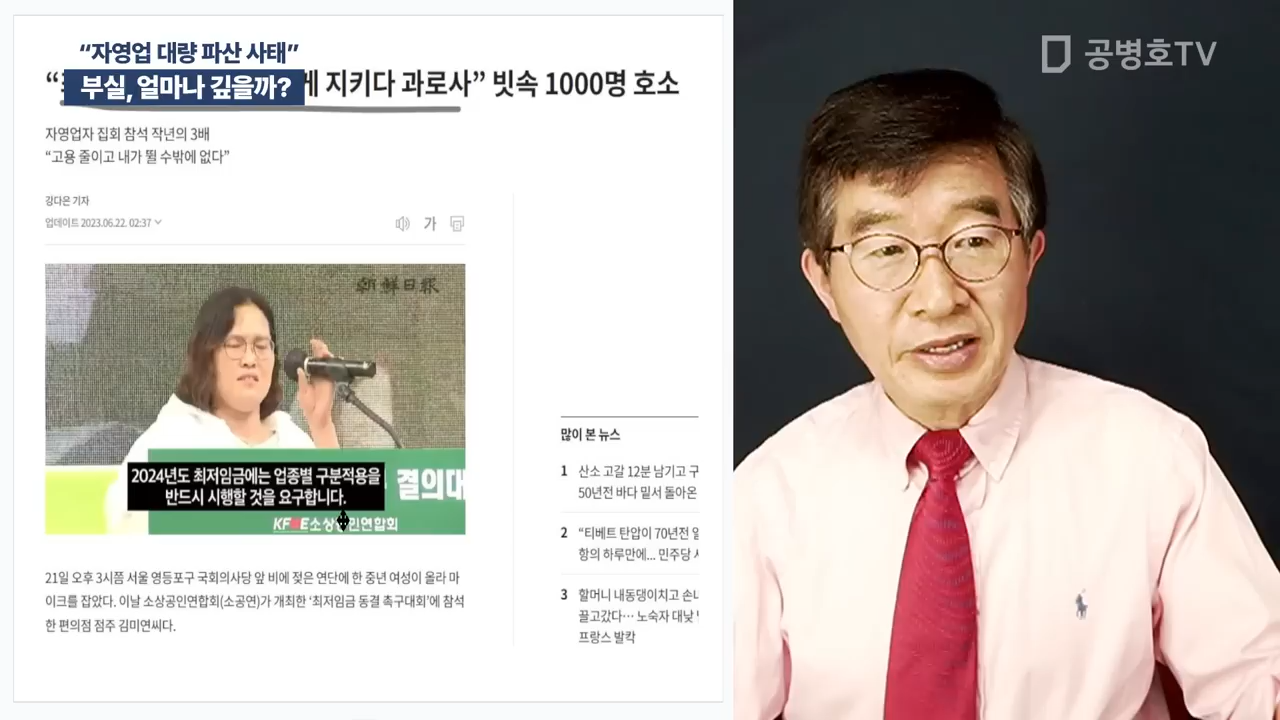 “자영업 대량 파산 사태”
부실, 얼마나 깊을까?
지키다 과로사” 빗속 1000명 호소
자영업자 집회 참석 작년의 3배
“고용 줄이고 내가 뛸 수밖에 없다”
강다은 기자
업데이트 2023.06.22. 02:37
가
朝鮮日報
2024년도 최저임금에는 업종별 구분적용을
반드시 시행할 것을 요구합니다.
결의대
KFME소상공인연합회
21일 오후 3시쯤 서울 영등포구 국회의사당 앞 비에 젖은 연단에 한 중년 여성이 올라 마
이크를 잡았다. 이날 소상공인연합회(소공연)가 개최한 ‘최저임금 동결 촉구대회’에 참석
한 편의점 점주 김미연씨다.
많이 본 뉴스
1 산소 고갈 12분 남기고 구
50년전 바다 밑서 돌아온
2 “티베트 탄압이 70년전
항의 하루만에... 민주당
3 할머니 내동댕이치고 손녀
끌고갔다… 노숙자 대낮
프랑스 발칵
공병호TV